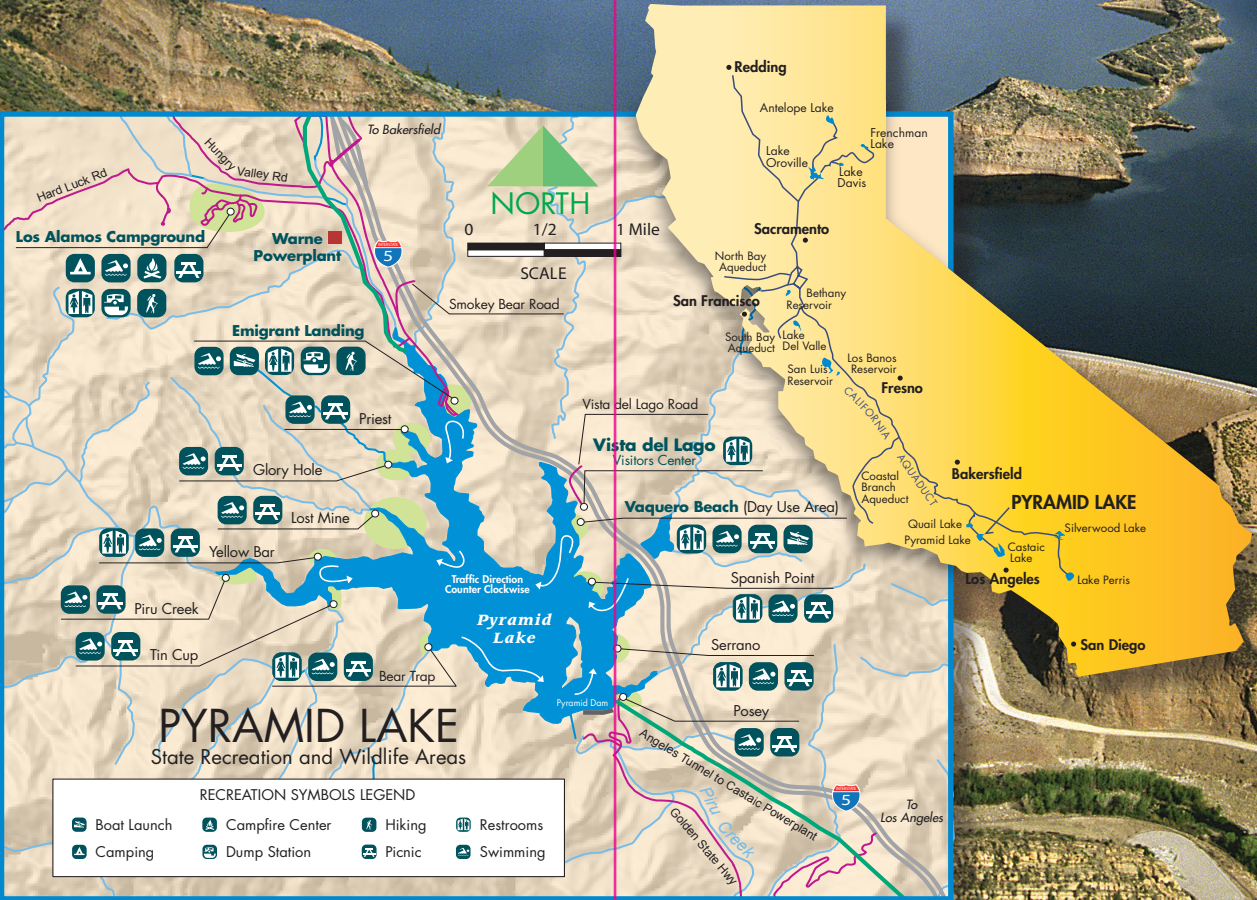 To Bakersfield
Hungry Valley Rd
Hard Luck Rd
Los Alamos Campground
Warne
Powerplant
INTERSTATE
5
NORTH
0 1/2 1 Mile
SCALE
Smokey Bear Road
Emigrant Landing
Priest
Glory Hole
Lost Mine
Yellow Bar
Piru Creek
Tin Cup
Bear Trap
Vista del Lago Road
Vista del Lago
Visitors Center
Vaquero Beach (Day Use Area)
Spanish Point
Serrano
Posey
Traffic Direction
Counter Clockwise
Pyramid
Lake
Pyramid Dam
Angeles Tunnel to Castaic Powerplant
Piru Creek
Golden State Hwy
INTERSTATE
5
To
Los Angeles
PYRAMID LAKE
State Recreation and Wildlife Areas
RECREATION SYMBOLS LEGEND
Boat Launch Campfire Center Hiking Restrooms
Camping Dump Station Picnic Swimming
Redding
Antelope Lake
Frenchman
Lake
Lake
Oroville
Lake
Davis
Sacramento
North Bay
Aqueduct
San Francisco
Bethany
Reservoir
South Bay
Aqueduct
Lake
Del Valle
San Luis
Reservoir
Los Banos
Reservoir
Fresno
CALIFORNIA AQUADUCT
Coastal
Branch
Aqueduct
Bakersfield
PYRAMID LAKE
Quail Lake
Pyramid Lake
Silverwood Lake
Castaic
Lake
Los Angeles
Lake Perris
San Diego